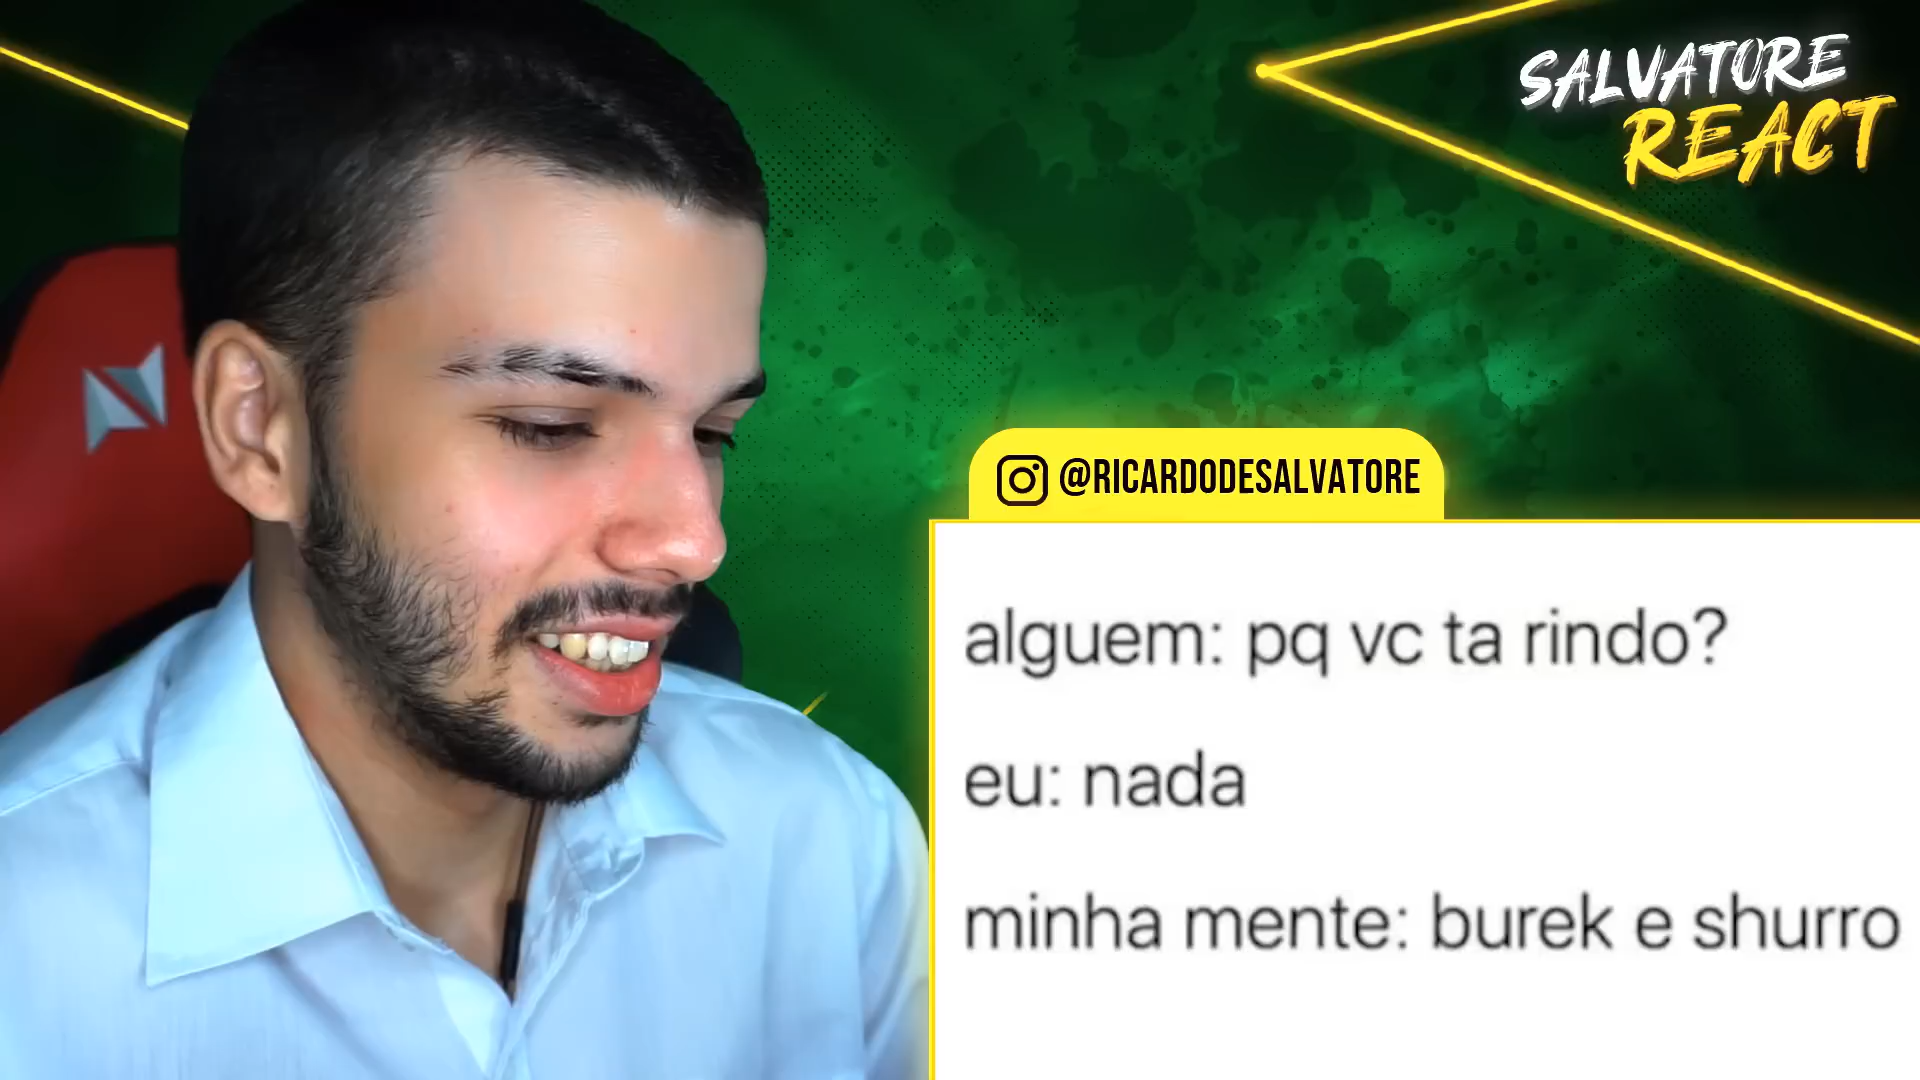 SALVATORE
REACT
@RICARDODESALVATORE
alguem: pq vc ta rindo?
eu: nada
minha mente: burek e shurro